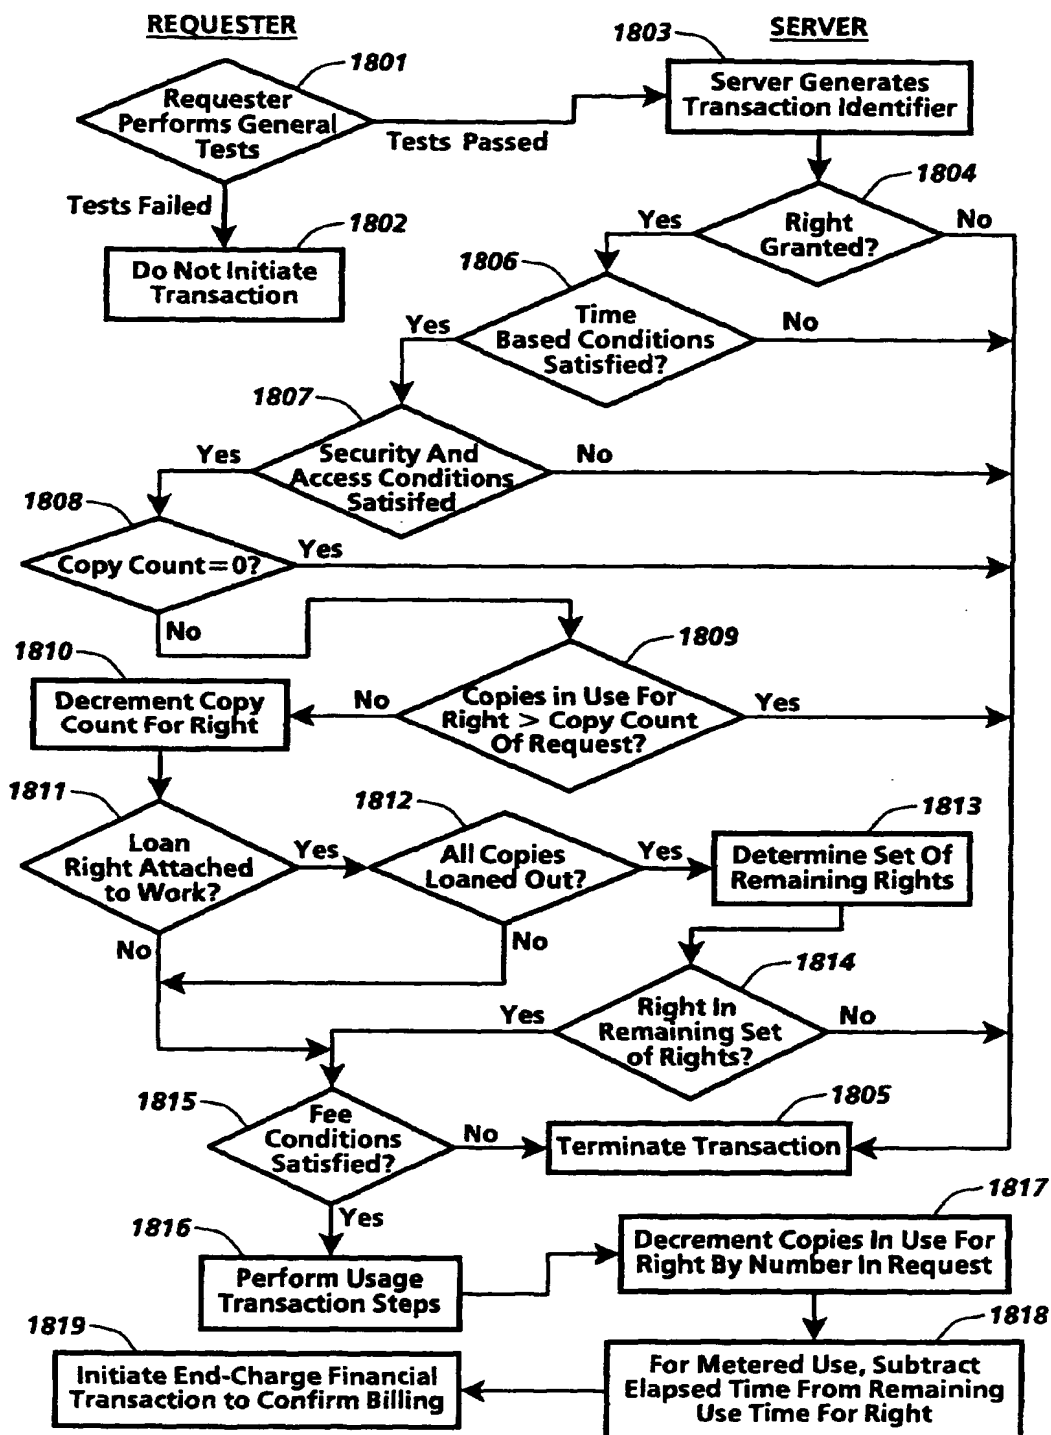 REQUESTER
SERVER
1801
1803
Requester
Performs General
Tests
Tests Passed
Server Generates
Transaction Identifier
Tests Failed
1802
Do Not Initiate
Transaction
1804
Right
Granted?
Yes
No
1806
Time
Based Conditions
Satisfied?
Yes
No
1807
Security And
Access Conditions
Satisifed
Yes
No
1808
Copy Count=0?
Yes
No
1809
Copies in Use For
Right > Copy Count
Of Request?
No
Yes
1810
Decrement Copy
Count For Right
1811
Loan
Right Attached
to Work?
Yes
No
1812
All Copies
Loaned Out?
Yes
No
1813
Determine Set Of
Remaining Rights
1814
Right In
Remaining Set
of Rights?
Yes
No
1815
Fee
Conditions
Satisfied?
No
Yes
1805
Terminate Transaction
1816
Perform Usage
Transaction Steps
1817
Decrement Copies In Use For
Right By Number In Request
1818
For Metered Use, Subtract
Elapsed Time From Remaining
Use Time For Right
1819
Initiate End-Charge Financial
Transaction to Confirm Billing